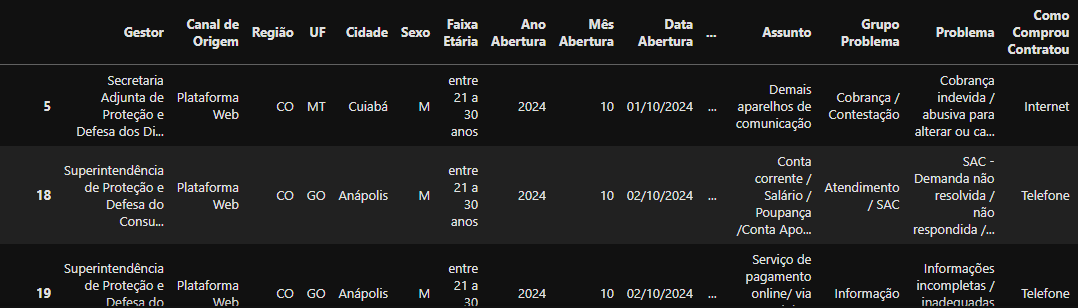 Gestor Canal de Origem Região UF Cidade Sexo Faixa Etária Ano Abertura Mês Abertura Data Abertura ... Assunto Grupo Problema Problema Como Comprou Contratou
5 Secretaria Adjunta de Proteção e Defesa dos Di... Plataforma Web CO MT Cuiabá M entre 21 a 30 anos 2024 10 01/10/2024 ... Demais aparelhos de comunicação Cobrança / Contestação Cobrança indevida / abusiva para alterar ou ca... Internet
18 Superintendência de Proteção e Defesa do Consu... Plataforma Web CO GO Anápolis M entre 21 a 30 anos 2024 10 02/10/2024 ... Conta corrente / Salário / Poupança /Conta Apo... Atendimento / SAC SAC - Demanda não resolvida / não respondida /... Telefone
19 Superintendência de Proteção e Defesa do Plataforma Web CO GO Anápolis M entre 21 a 30 2024 10 02/10/2024 ... Serviço de pagamento online/ via Informação Informações incompletas / inadequadas Telefone